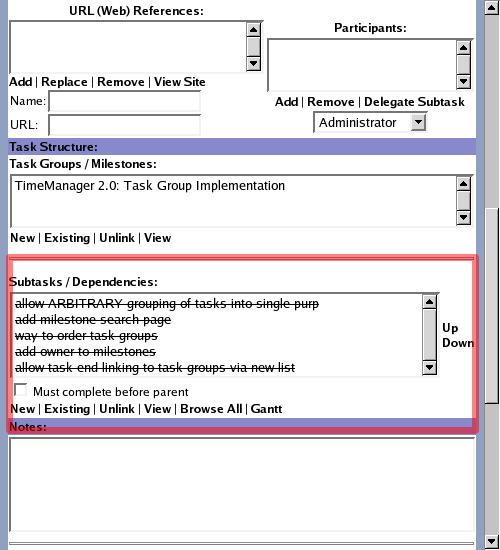 URL (Web) References:
Participants:
Add | Replace | Remove | View Site
Name:
Add | Remove | Delegate Subtask
URL:
Administrator
Task Structure:
Task Groups / Milestones:
TimeManager 2.0: Task Group Implementation
New | Existing | Unlink | View
Subtasks / Dependencies:
allow ARBITRARY grouping of tasks into single purp
add milestone search page
way to order task groups
add owner to milestones
allow task end linking to task groups via new list
Up
Down
Must complete before parent
New | Existing | Unlink | View | Browse All | Gantt
Notes: